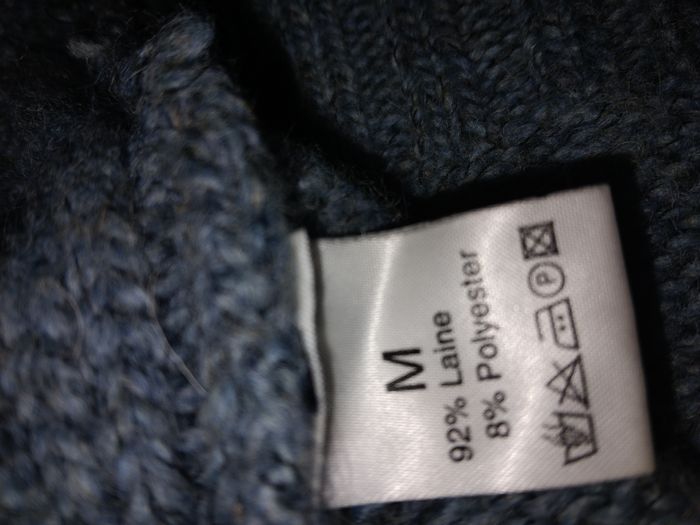 M
92% Laine
8% Polyester
P